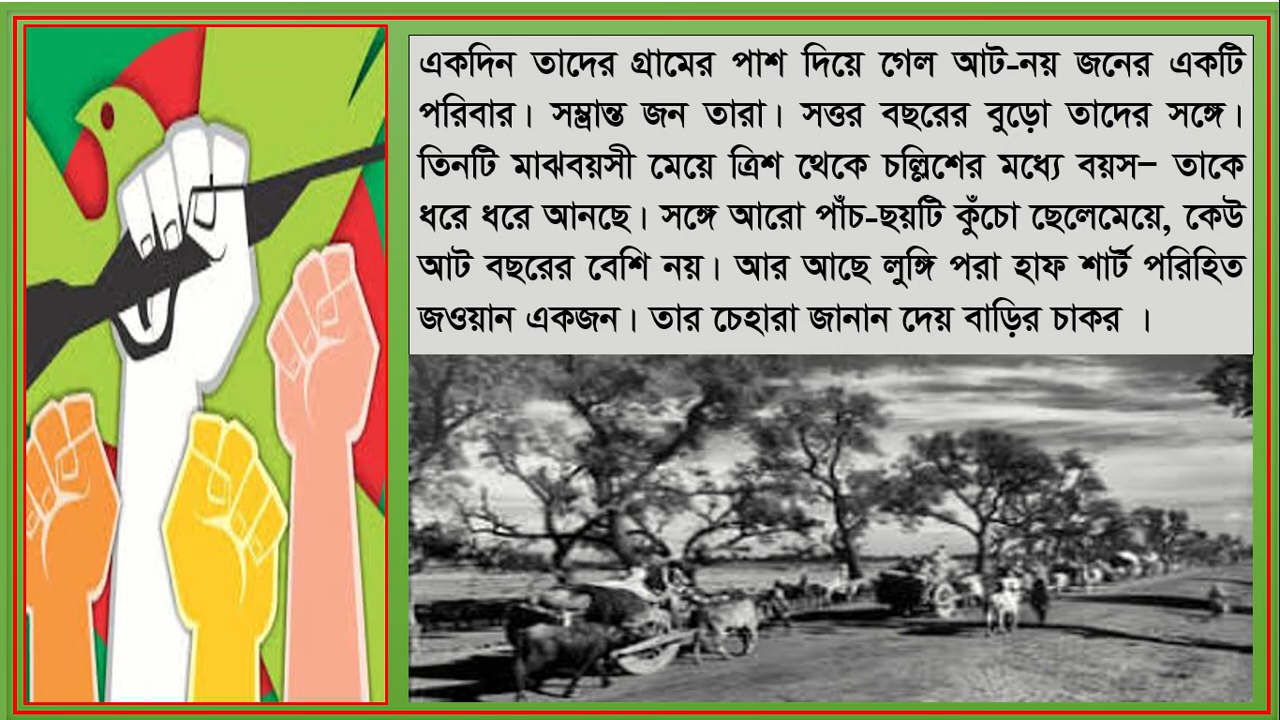 একদিন তাদের গ্রামের পাশ দিয়ে গেল আট-নয় জনের একটি
পরিবার। সম্ভ্রান্ত জন তারা। সত্তর বছরের বুড়ো তাদের সঙ্গে।
তিনটি মাঝবয়সী মেয়ে ত্রিশ থেকে চল্লিশের মধ্যে বয়স– তাকে
ধরে ধরে আনছে। সঙ্গে আরো পাঁচ-ছয়টি কুঁচো ছেলেমেয়ে, কেউ
আট বছরের বেশি নয়। আর আছে লুঙ্গি পরা হাফ শার্ট পরিহিত
জওয়ান একজন। তার চেহারা জানান দেয় বাড়ির চাকর ।